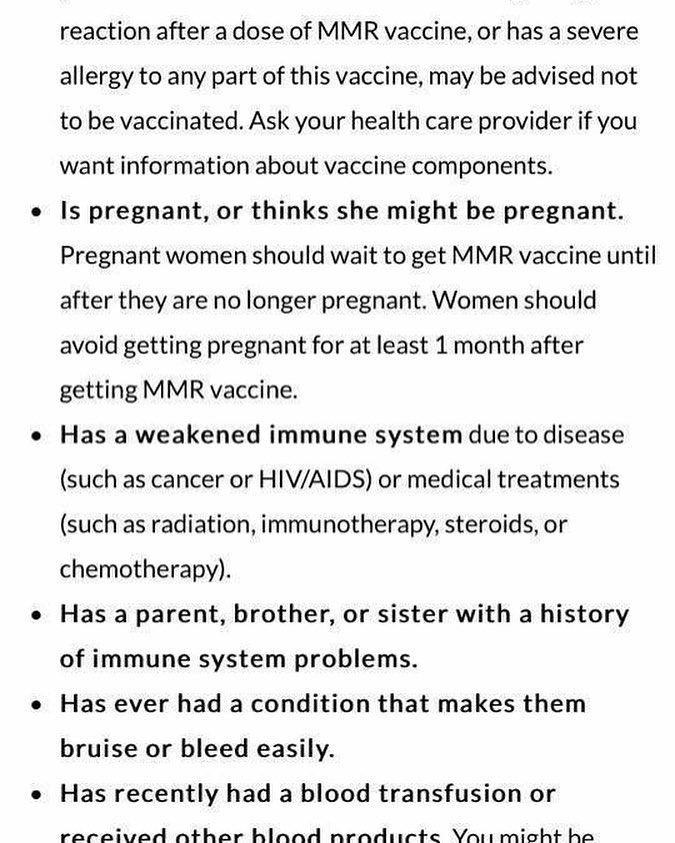 reaction after a dose of MMR vaccine, or has a severe
allergy to any part of this vaccine, may be advised not
to be vaccinated. Ask your health care provider if you
want information about vaccine components.
• Is pregnant, or thinks she might be pregnant.
Pregnant women should wait to get MMR vaccine until
after they are no longer pregnant. Women should
avoid getting pregnant for at least 1 month after
getting MMR vaccine.
• Has a weakened immune system due to disease
(such as cancer or HIV/AIDS) or medical treatments
(such as radiation, immunotherapy, steroids, or
chemotherapy).
• Has a parent, brother, or sister with a history
of immune system problems.
• Has ever had a condition that makes them
bruise or bleed easily.
• Has recently had a blood transfusion or
received other blood products. You might be